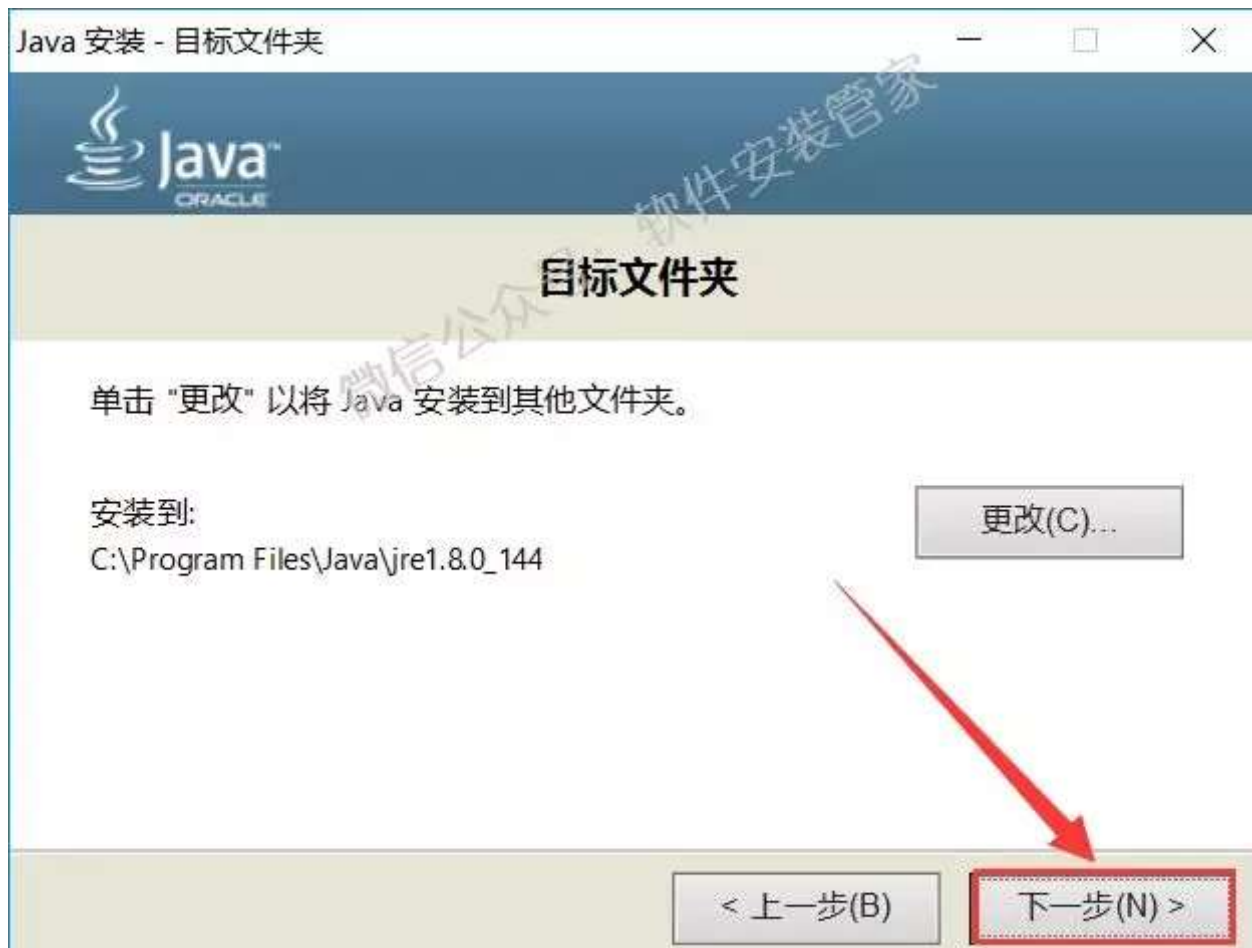 Java 安装 - 目标文件夹
Java™
ORACLE
微信公众号：软件安装管家
目标文件夹
单击 "更改" 以将 Java 安装到其他文件夹。
安装到:
更改(C)...
C:\Program Files\Java\jre1.8.0_144
< 上一步(B)
下一步(N) >